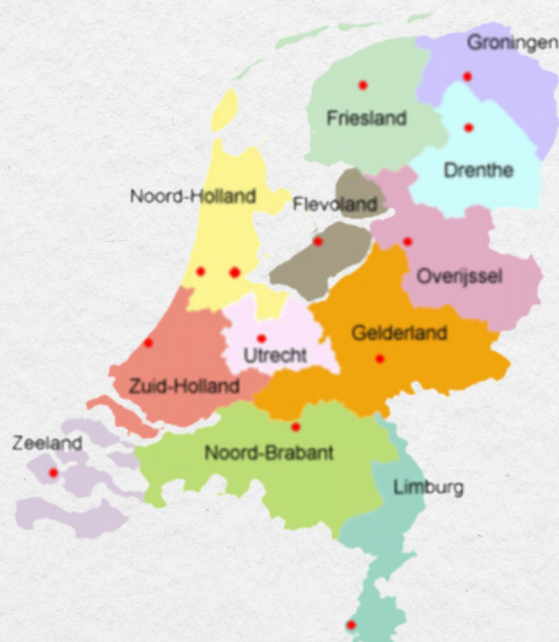 Groningen
Friesland
Drenthe
Noord-Holland
Flevoland
Overijssel
Gelderland
Utrecht
Zuid-Holland
Zeeland
Noord-Brabant
Limburg